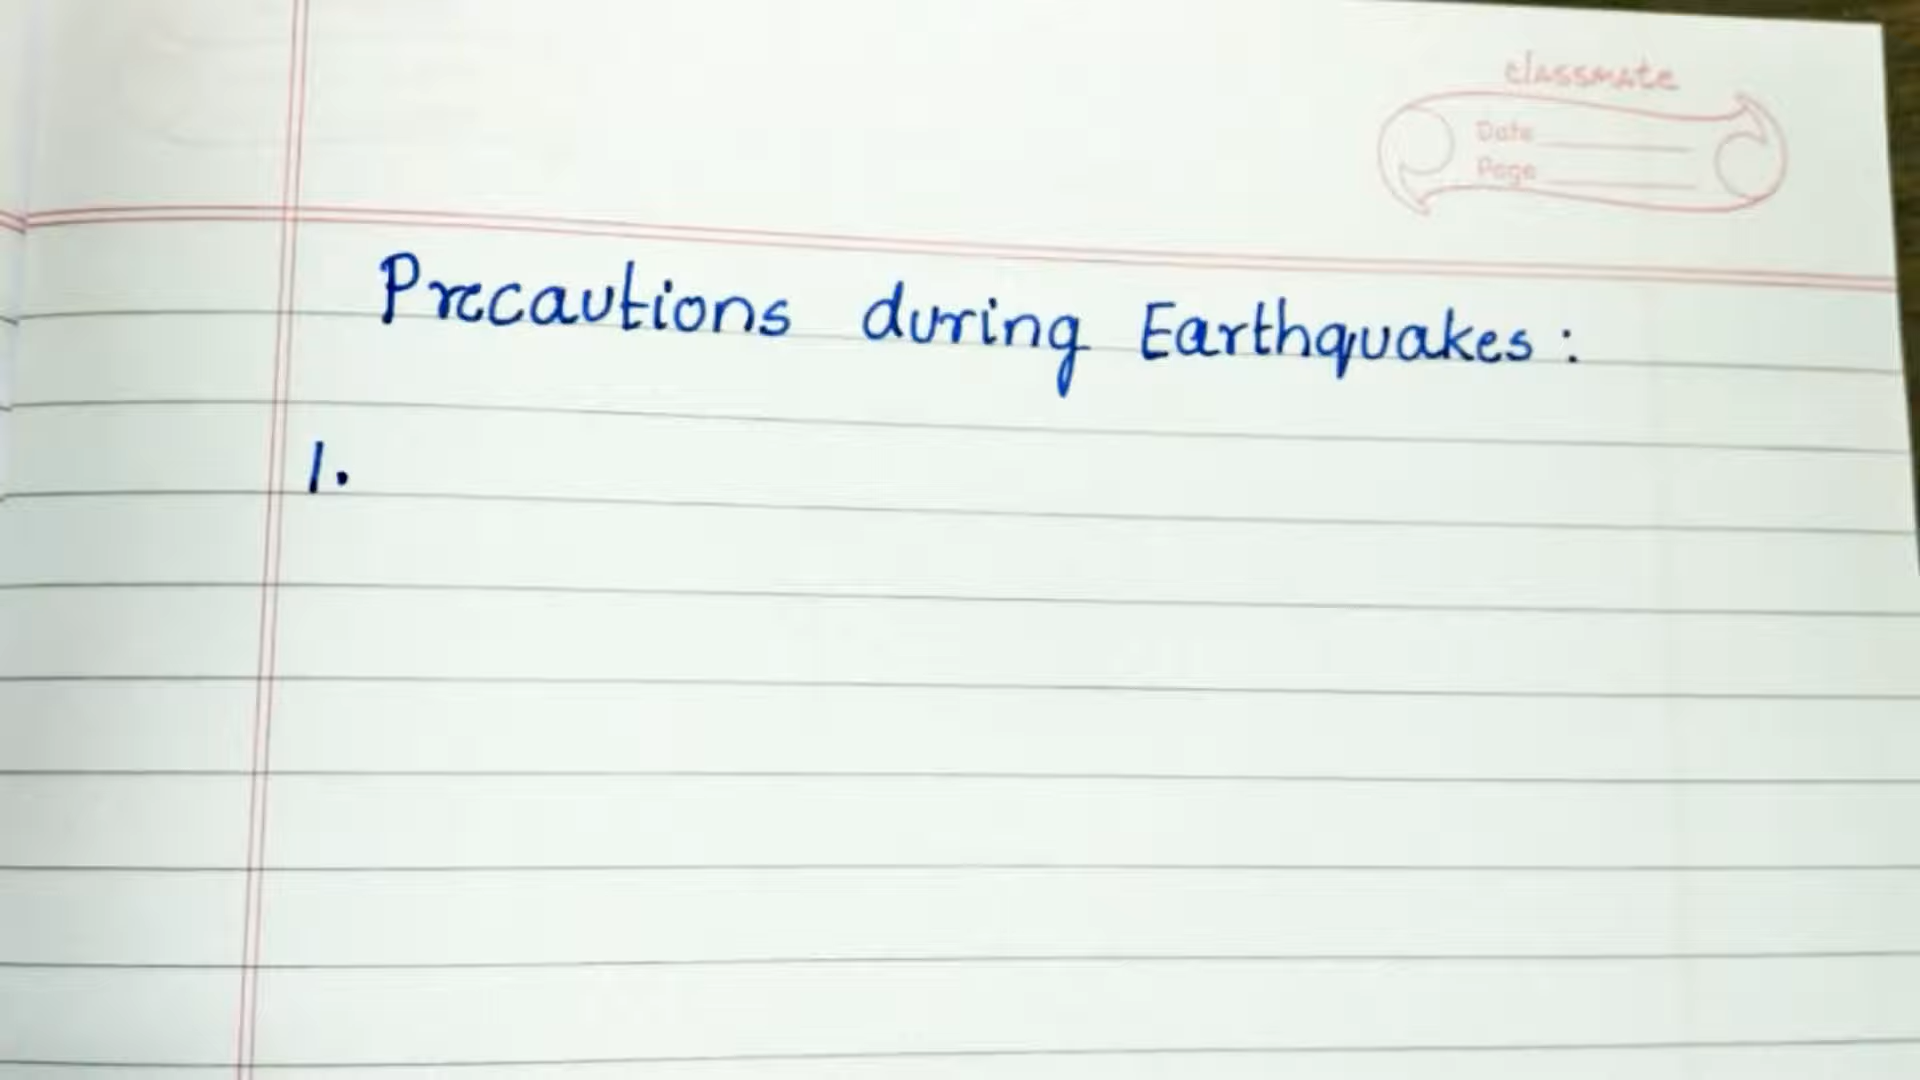 classmate
Date
Page
Precautions during Earthquakes :
1.